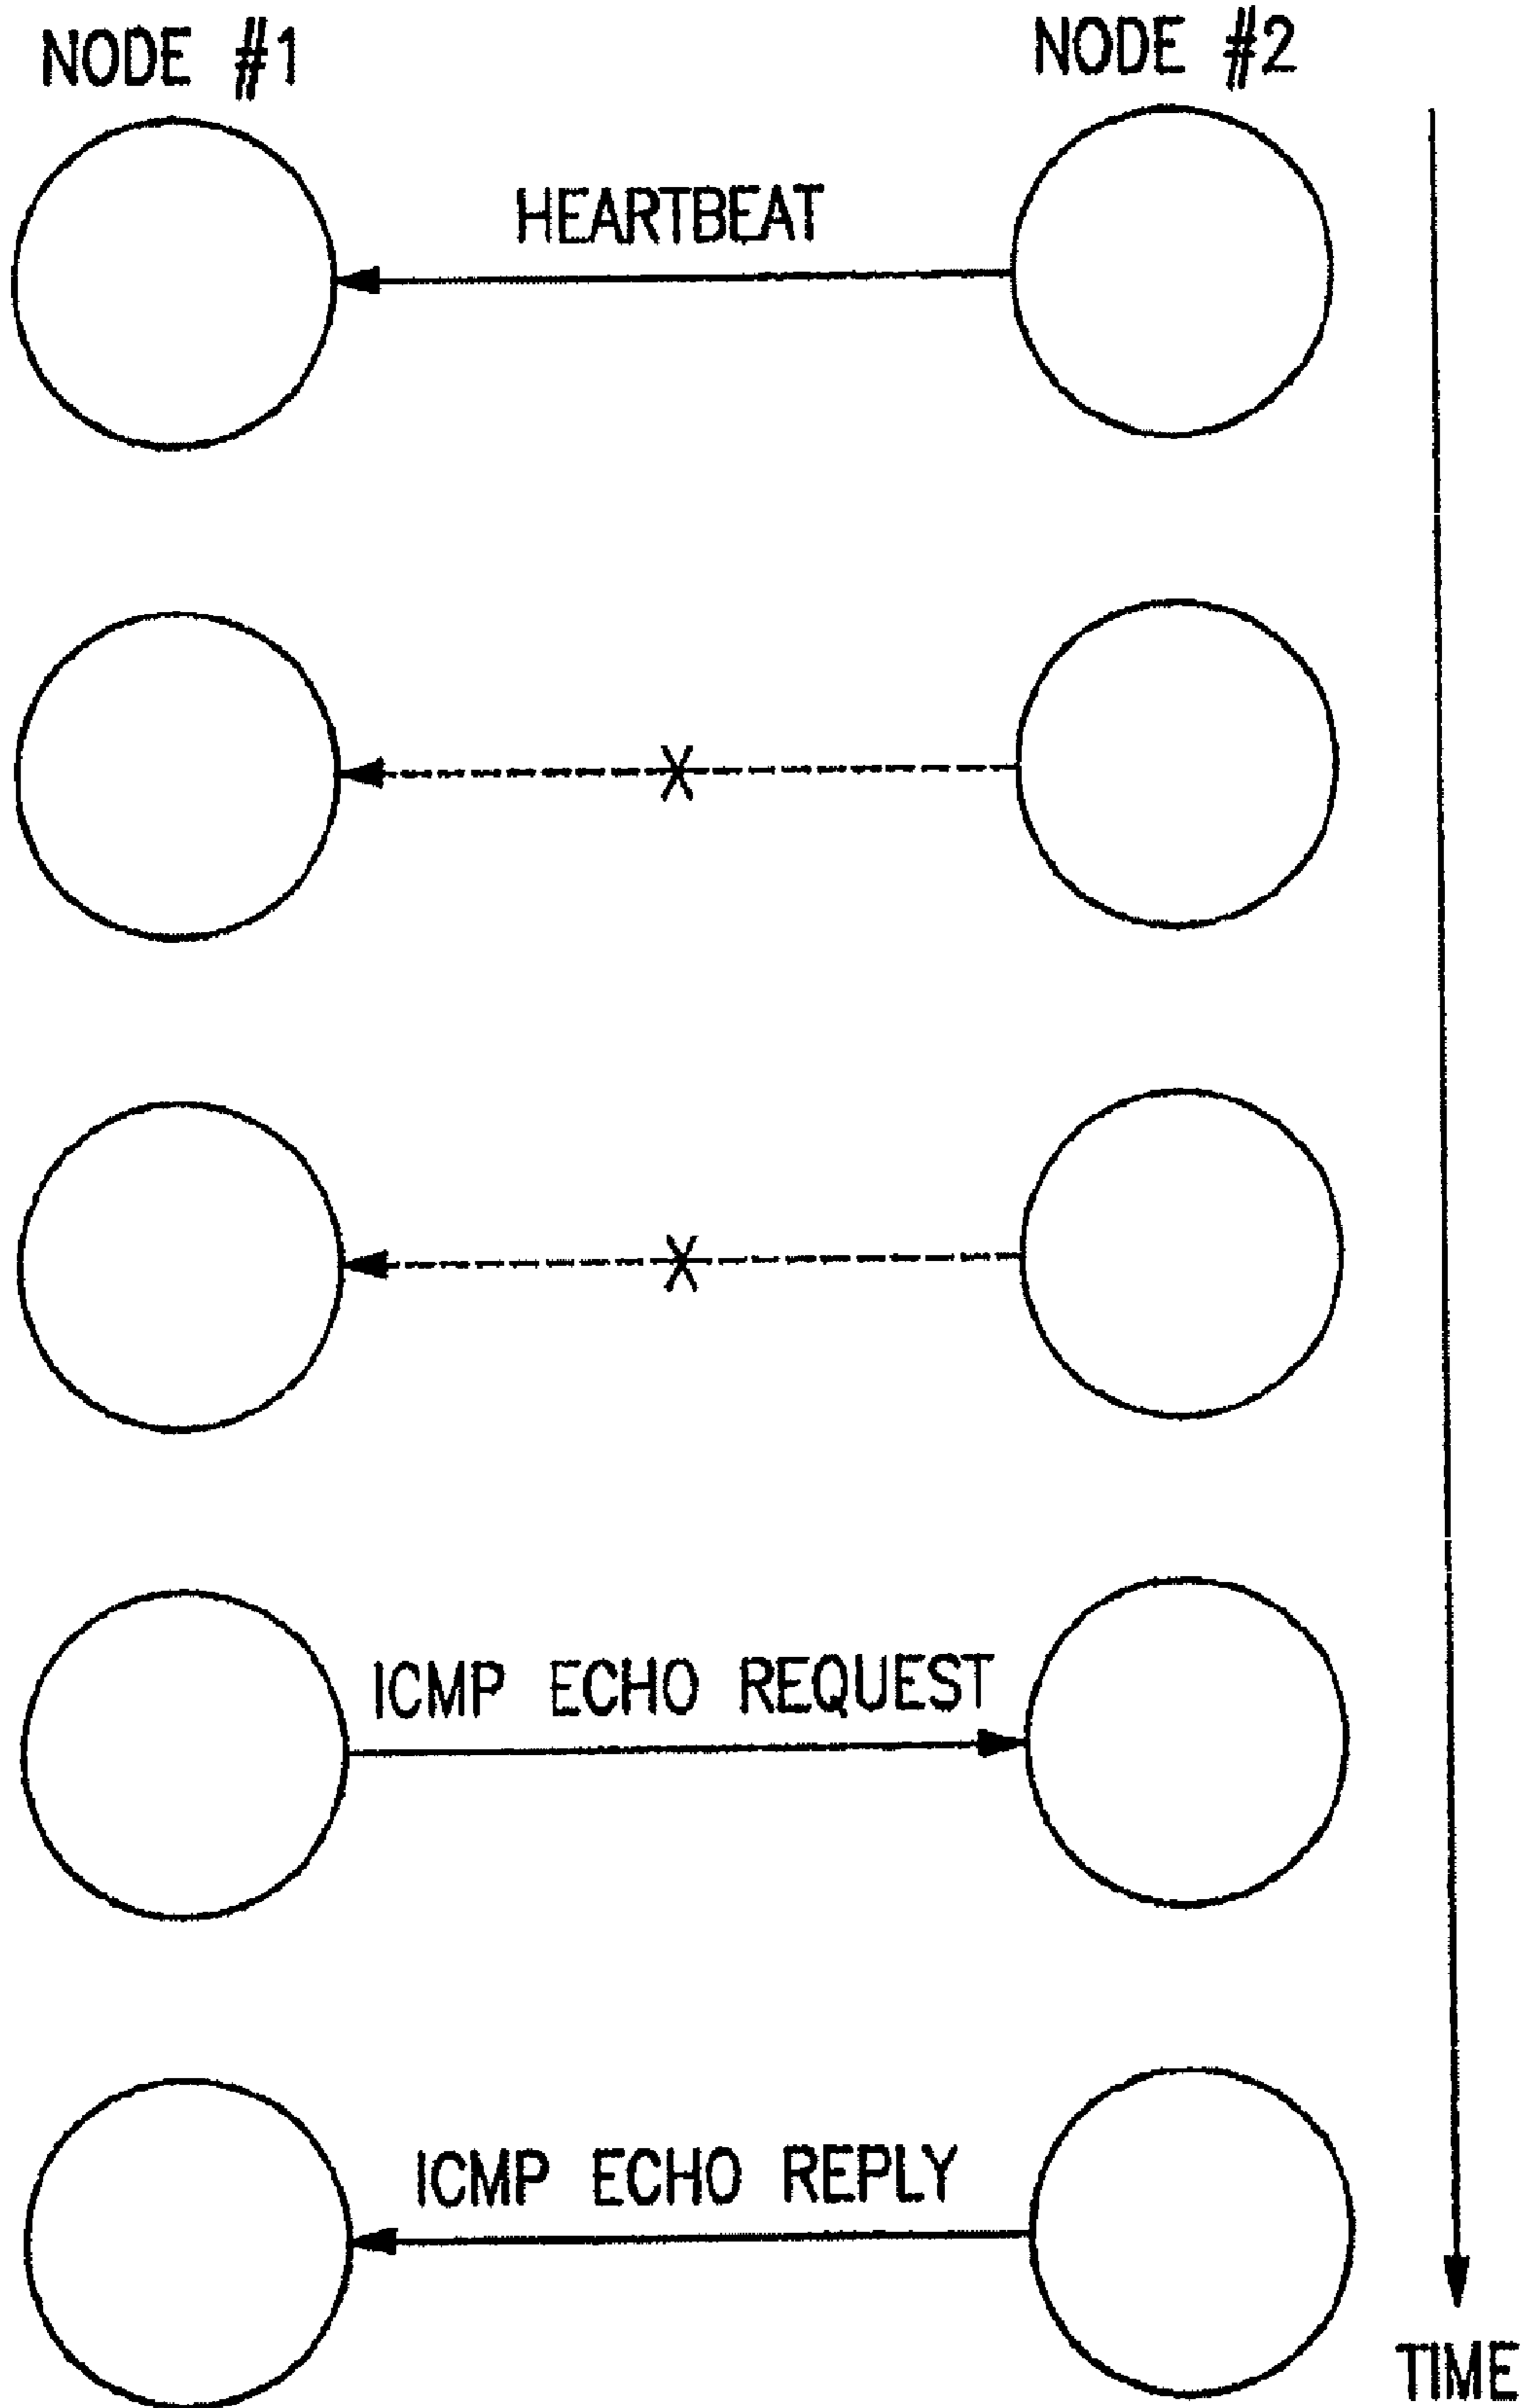 NODE #1
NODE #2
HEARTBEAT
X
X
ICMP ECHO REQUEST
ICMP ECHO REPLY
TIME